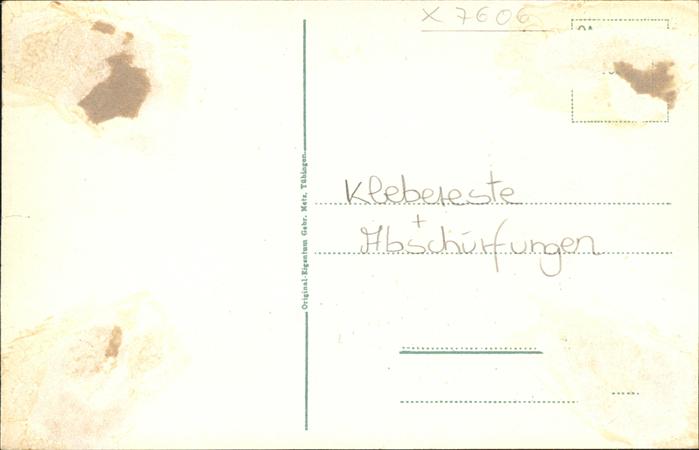 X 7606
Original-Eigentum Gebr. Metz, Tübingen.
Klebereste
+
Abschürfungen